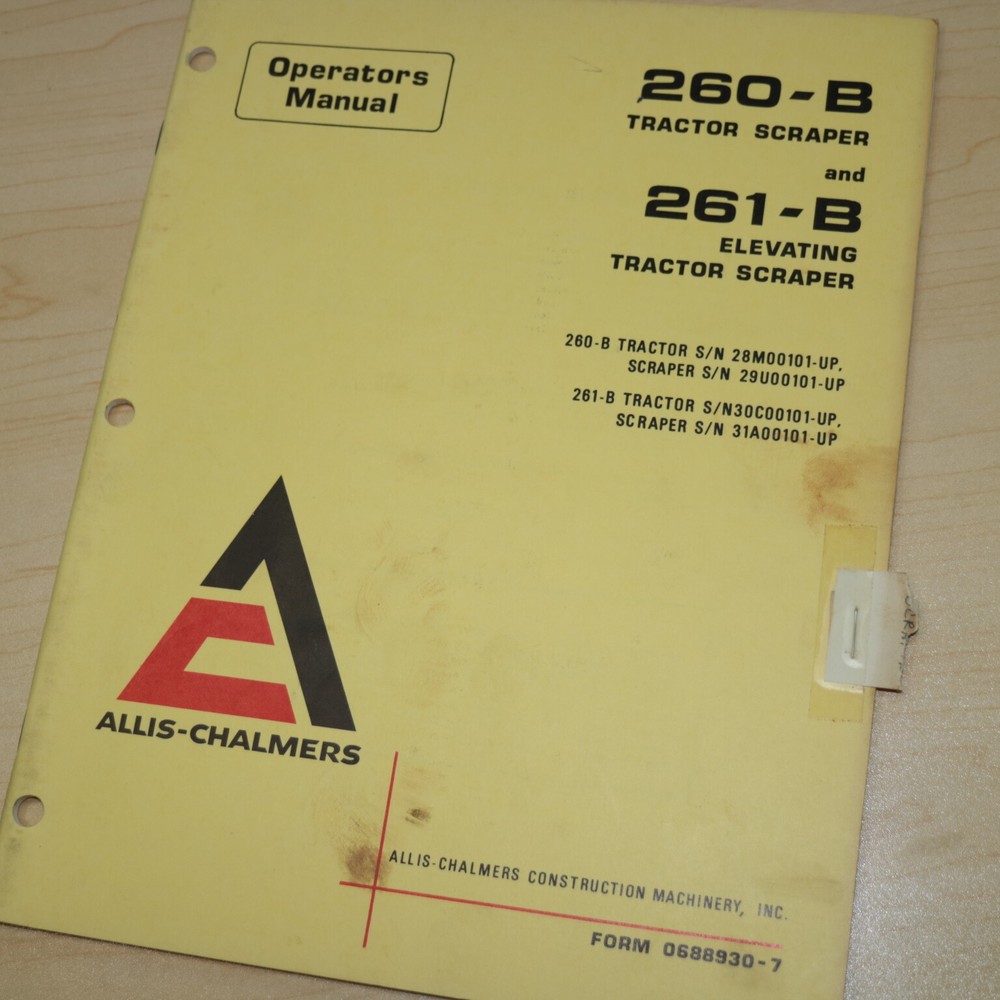 Operators
Manual
260-B
TRACTOR SCRAPER
and
261-B
ELEVATING
TRACTOR SCRAPER
260-B TRACTOR S/N 28M00101-UP,
SCRAPER S/N 29U00101-UP
261-B TRACTOR S/N30C00101-UP,
SCRAPER S/N 31A00101-UP
ALLIS-CHALMERS
ALLIS-CHALMERS CONSTRUCTION MACHINERY, INC.
FORM 0688930-7